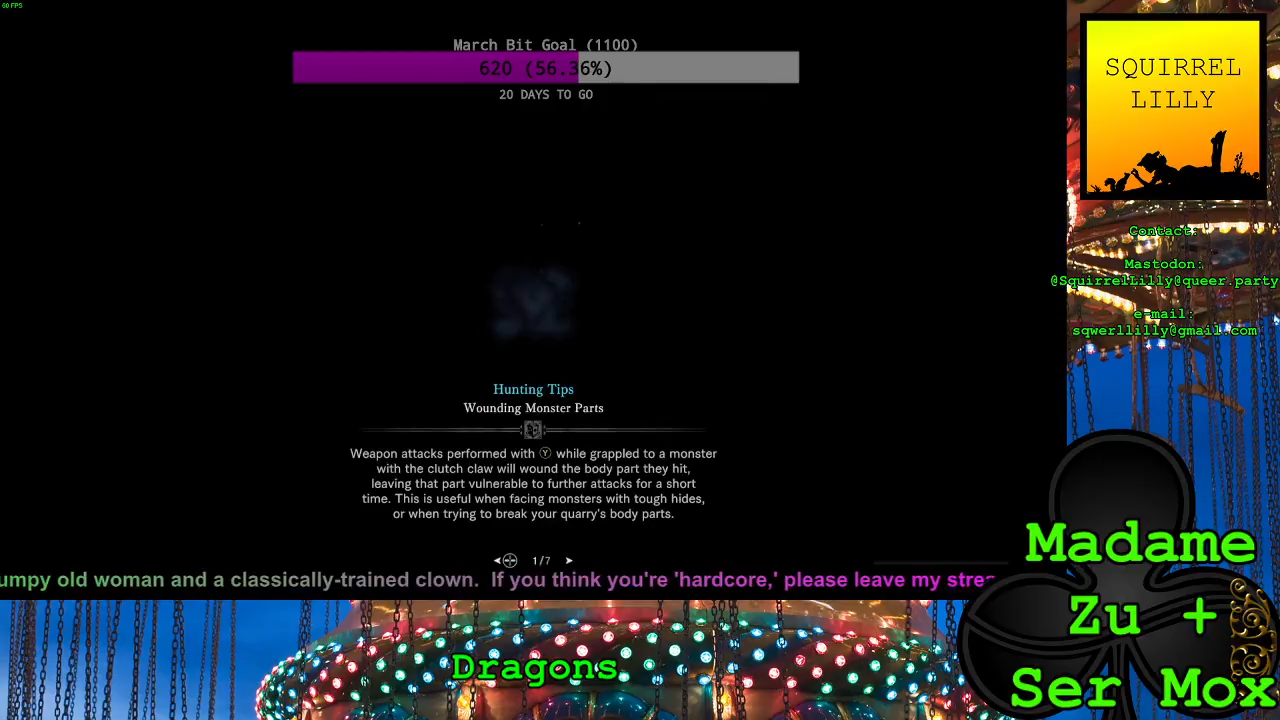 60 FPS
March Bit Goal (1100)
620 (56.36%)
20 DAYS TO GO
SQUIRREL
LILLY
Contact:
Mastodon:
@SquirrelLilly@queer.party
e-mail:
sqwerllilly@gmail.com
Hunting Tips
Wounding Monster Parts
Weapon attacks performed with Ⓨ while grappled to a monster
with the clutch claw will wound the body part they hit,
leaving that part vulnerable to further attacks for a short
time. This is useful when facing monsters with tough hides,
or when trying to break your quarry's body parts.
1/7
umpy old woman and a classically-trained clown. If you think you're 'hardcore,' please leave my strea
Madame
Zu +
Ser Mox
Dragons